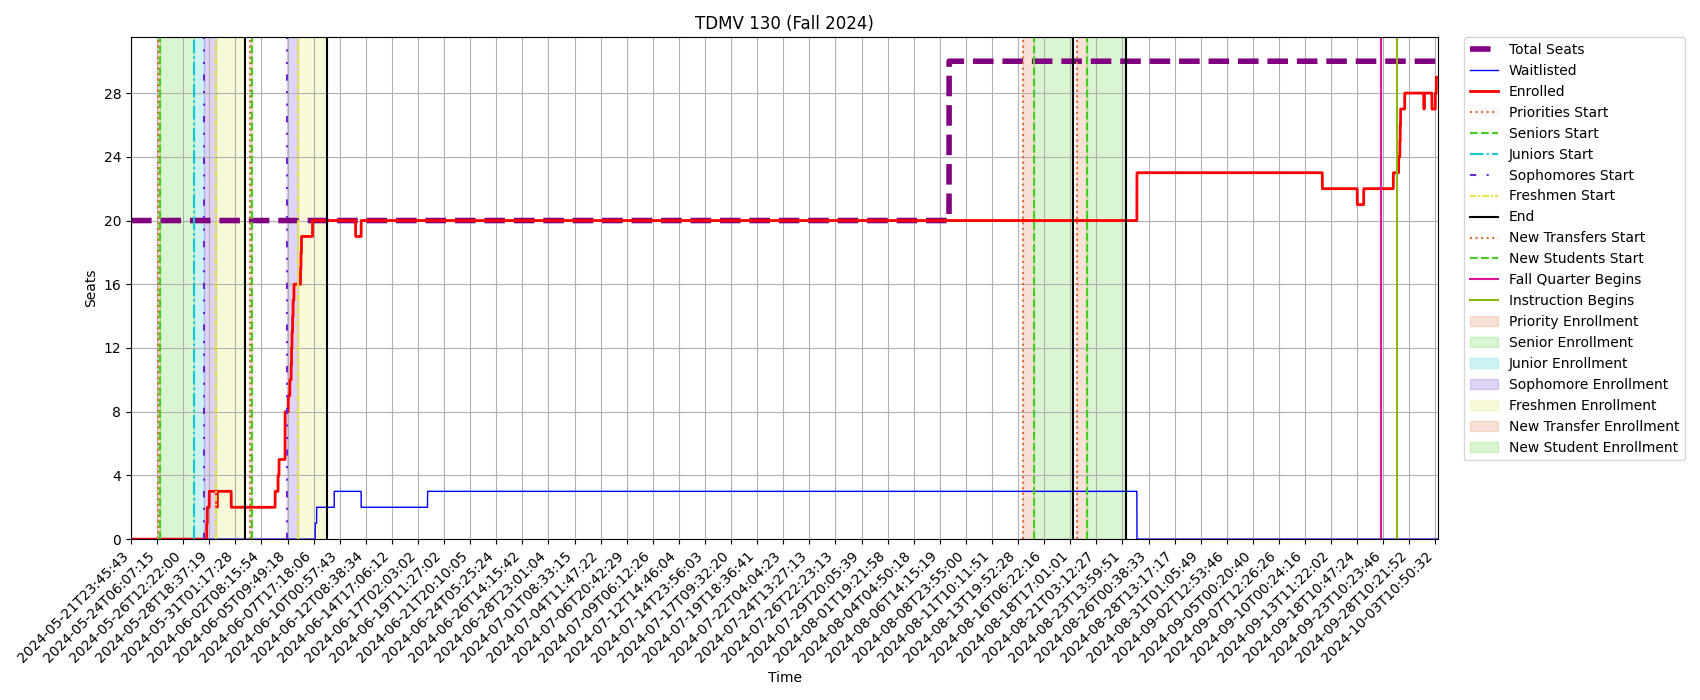 TDMV 130 (Fall 2024)
Seats
28
24
20
16
12
8
4
0
2024-05-21T23:45:43
2024-05-24T06:07:15
2024-05-26T12:22:00
2024-05-28T18:37:19
2024-05-31T01:17:28
2024-06-02T08:15:54
2024-06-05T09:49:18
2024-06-07T17:18:06
2024-06-10T00:57:43
2024-06-12T08:38:34
2024-06-14T17:06:12
2024-06-17T02:03:02
2024-06-19T11:27:02
2024-06-21T20:10:05
2024-06-24T05:25:24
2024-06-26T14:15:42
2024-06-28T23:01:04
2024-07-01T08:33:15
2024-07-04T11:47:22
2024-07-06T20:42:29
2024-07-09T06:12:26
2024-07-12T14:46:04
2024-07-14T23:56:03
2024-07-17T09:32:20
2024-07-19T18:36:41
2024-07-22T04:04:23
2024-07-24T13:27:13
2024-07-26T22:23:13
2024-07-29T20:05:39
2024-08-01T19:21:58
2024-08-04T04:50:18
2024-08-06T14:15:19
2024-08-08T23:55:00
2024-08-11T10:11:51
2024-08-13T19:52:28
2024-08-16T06:22:16
2024-08-18T17:01:01
2024-08-21T03:12:27
2024-08-23T13:59:51
2024-08-26T00:38:33
2024-08-28T13:17:17
2024-08-31T01:05:49
2024-09-02T12:53:46
2024-09-05T00:20:40
2024-09-07T12:26:26
2024-09-10T00:24:16
2024-09-13T11:22:02
2024-09-18T10:47:24
2024-09-23T10:23:46
2024-09-28T10:21:52
2024-10-03T10:50:32
Time
Total Seats
Waitlisted
Enrolled
Priorities Start
Seniors Start
Juniors Start
Sophomores Start
Freshmen Start
End
New Transfers Start
New Students Start
Fall Quarter Begins
Instruction Begins
Priority Enrollment
Senior Enrollment
Junior Enrollment
Sophomore Enrollment
Freshmen Enrollment
New Transfer Enrollment
New Student Enrollment